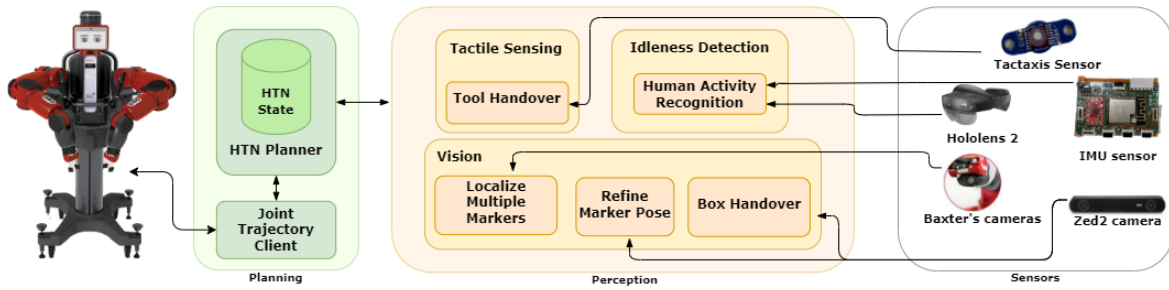 HTN
State
HTN Planner
Joint
Trajectory
Client
Planning
Tactile Sensing
Tool Handover
Idleness Detection
Human Activity
Recognition
Vision
Localize
Multiple
Markers
Refine
Marker Pose
Box Handover
Perception
Tactaxis Sensor
Hololens 2
IMU sensor
Baxter's cameras
Zed2 camera
Sensors